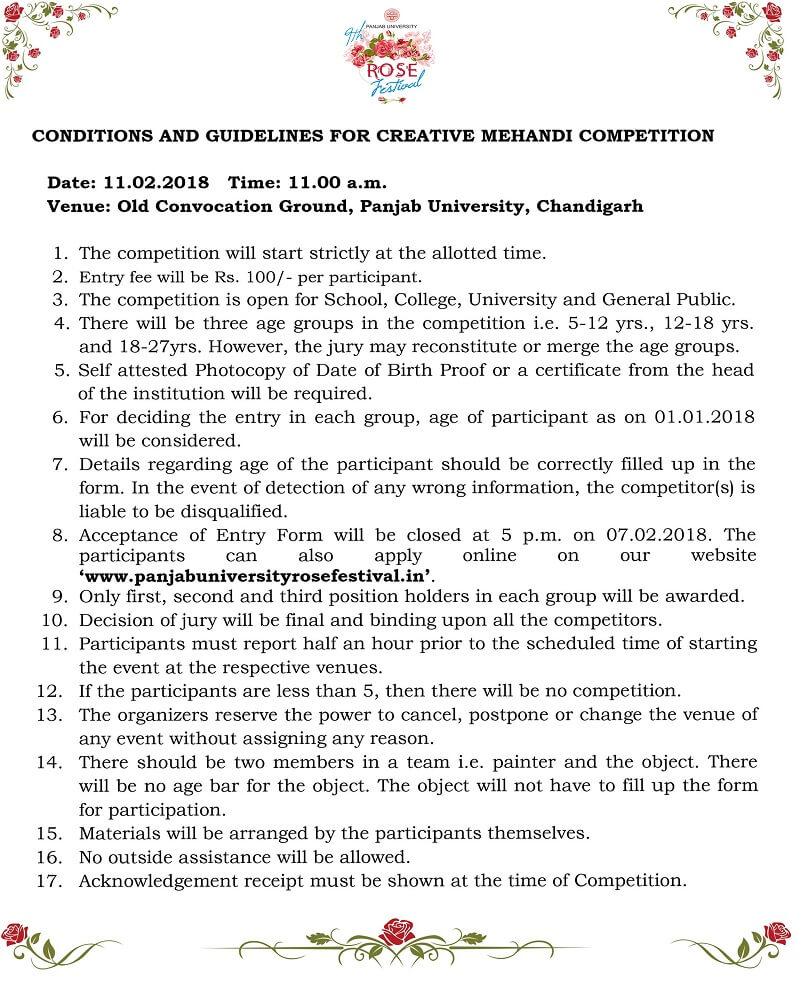 PANJAB UNIVERSITY
9th
ROSE
Festival
CONDITIONS AND GUIDELINES FOR CREATIVE MEHANDI COMPETITION
Date: 11.02.2018 Time: 11.00 a.m.
Venue: Old Convocation Ground, Panjab University, Chandigarh
1. The competition will start strictly at the allotted time.
2. Entry fee will be Rs. 100/- per participant.
3. The competition is open for School, College, University and General Public.
4. There will be three age groups in the competition i.e. 5-12 yrs., 12-18 yrs.
and 18-27yrs. However, the jury may reconstitute or merge the age groups.
5. Self attested Photocopy of Date of Birth Proof or a certificate from the head
of the institution will be required.
6. For deciding the entry in each group, age of participant as on 01.01.2018
will be considered.
7. Details regarding age of the participant should be correctly filled up in the
form. In the event of detection of any wrong information, the competitor(s) is
liable to be disqualified.
8. Acceptance of Entry Form will be closed at 5 p.m. on 07.02.2018. The
participants can also apply online on our website
‘www.panjabuniversityrosefestival.in’.
9. Only first, second and third position holders in each group will be awarded.
10. Decision of jury will be final and binding upon all the competitors.
11. Participants must report half an hour prior to the scheduled time of starting
the event at the respective venues.
12. If the participants are less than 5, then there will be no competition.
13. The organizers reserve the power to cancel, postpone or change the venue of
any event without assigning any reason.
14. There should be two members in a team i.e. painter and the object. There
will be no age bar for the object. The object will not have to fill up the form
for participation.
15. Materials will be arranged by the participants themselves.
16. No outside assistance will be allowed.
17. Acknowledgement receipt must be shown at the time of Competition.